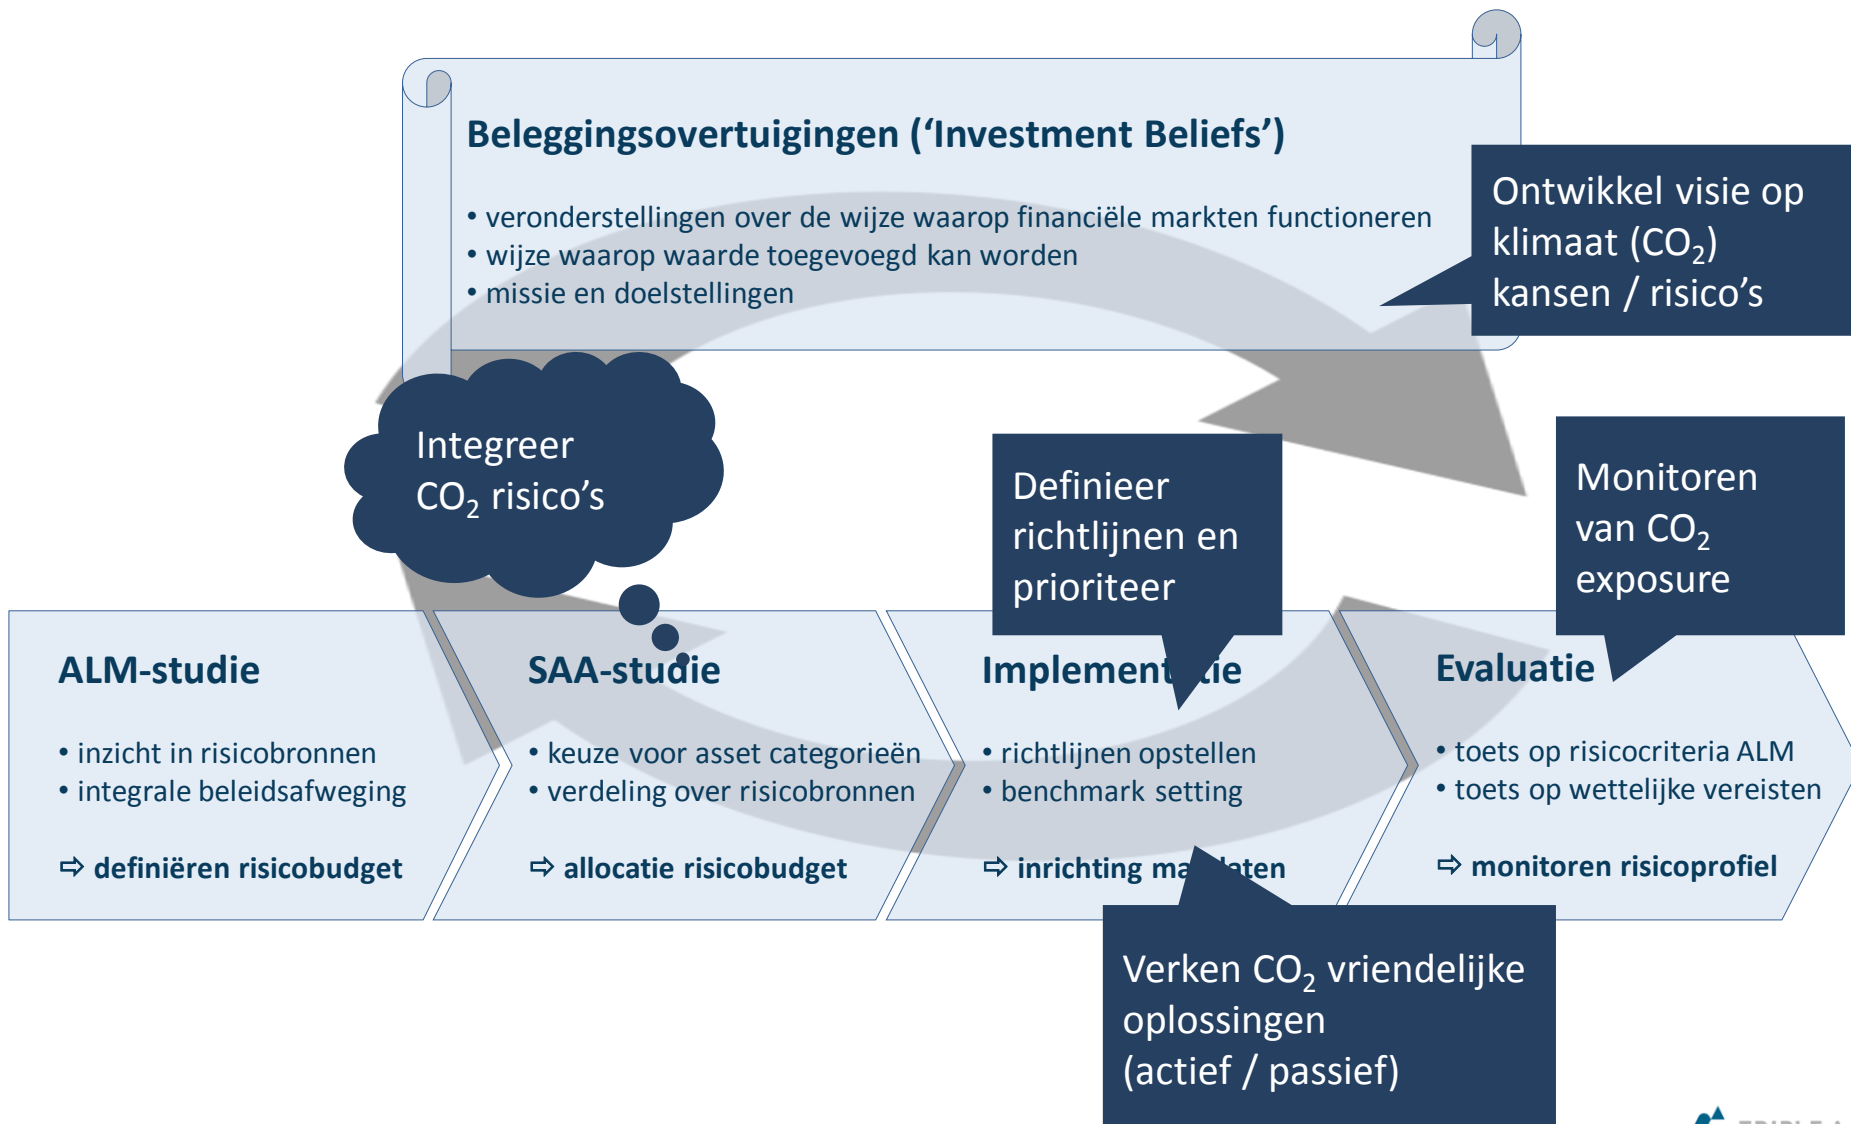 Beleggingsovertuigingen (‘Investment Beliefs’)
• veronderstellingen over de wijze waarop financiële markten functioneren
• wijze waarop waarde toegevoegd kan worden
• missie en doelstellingen
Ontwikkel visie op
klimaat (CO₂)
kansen / risico’s
Integreer
CO₂ risico’s
Definieer
richtlijnen en
prioriteer
Monitoren
van CO₂
exposure
ALM-studie
• inzicht in risicobronnen
• integrale beleidsafweging
⇨ definiëren risicobudget
SAA-studie
• keuze voor asset categorieën
• verdeling over risicobronnen
⇨ allocatie risicobudget
Implementatie
• richtlijnen opstellen
• benchmark setting
⇨ inrichting mandaten
Evaluatie
• toets op risicocriteria ALM
• toets op wettelijke vereisten
⇨ monitoren risicoprofiel
Verken CO₂ vriendelijke
oplossingen
(actief / passief)